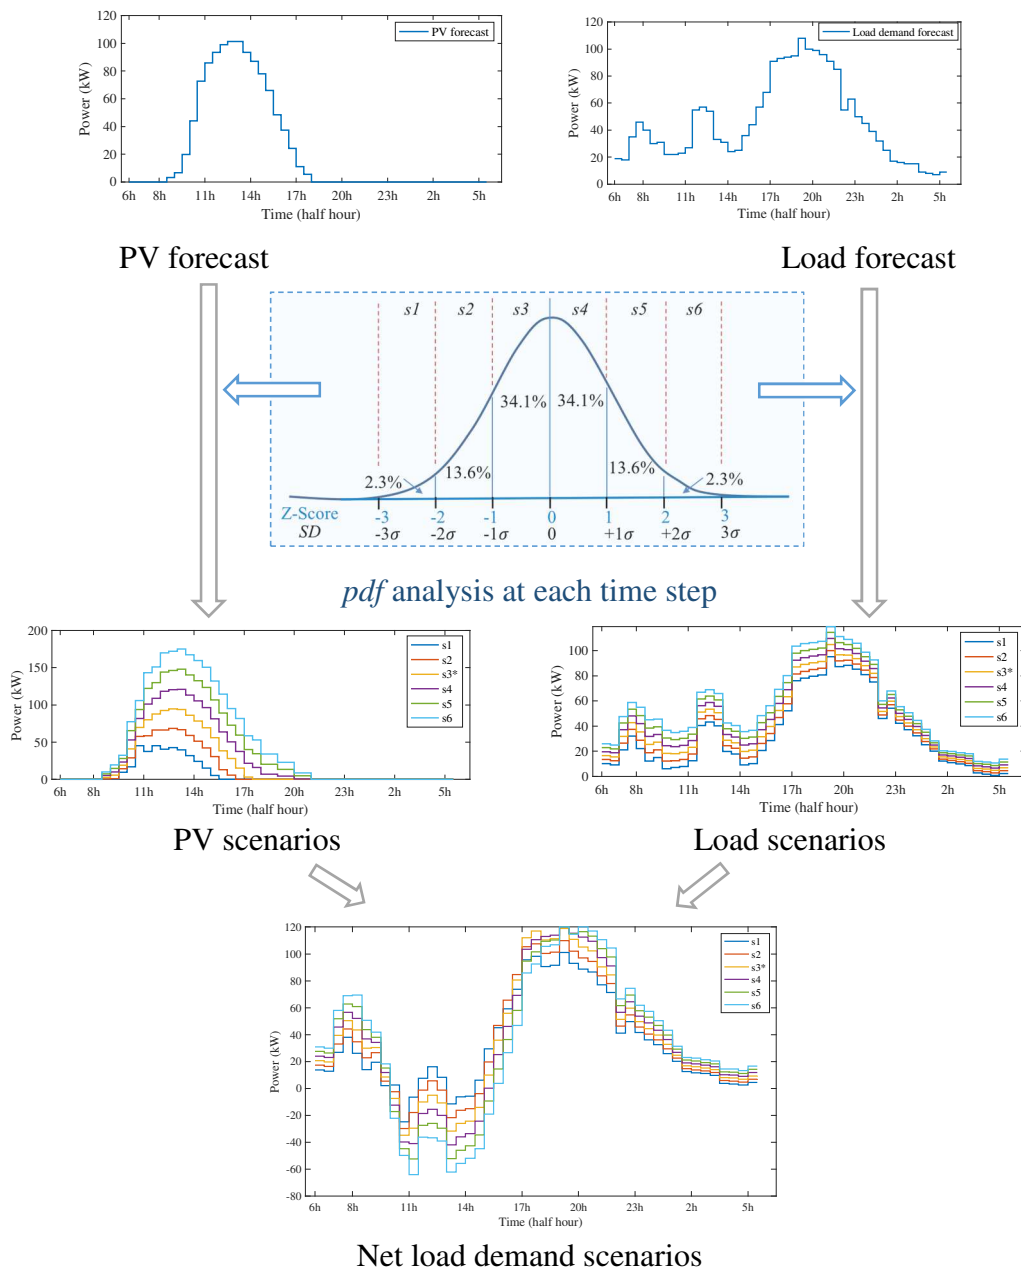 120
100
80
60
40
20
0
Power (kW)
PV forecast
6h 8h 11h 14h 17h 20h 23h 2h 5h
Time (half hour)
120
100
80
60
40
20
0
Power (kW)
Load demand forecast
6h 8h 11h 14h 17h 20h 23h 2h 5h
Time (half hour)
PV forecast
Load forecast
s1 s2 s3 s4 s5 s6
34.1% 34.1%
2.3% 13.6% 13.6% 2.3%
Z-Score -3 -2 -1 0 1 2 3
SD -3σ -2σ -1σ 0 +1σ +2σ 3σ
pdf analysis at each time step
200
150
100
50
0
Power (kW)
s1
s2
s3*
s4
s5
s6
6h 8h 11h 14h 17h 20h 23h 2h 5h
Time (half hour)
100
80
60
40
20
0
Power (kW)
s1
s2
s3*
s4
s5
s6
6h 8h 11h 14h 17h 20h 23h 2h 5h
Time (half hour)
PV scenarios
Load scenarios
120
100
80
60
40
20
0
-20
-40
-60
-80
Power (kW)
s1
s2
s3*
s4
s5
s6
6h 8h 11h 14h 17h 20h 23h 2h 5h
Time (half hour)
Net load demand scenarios